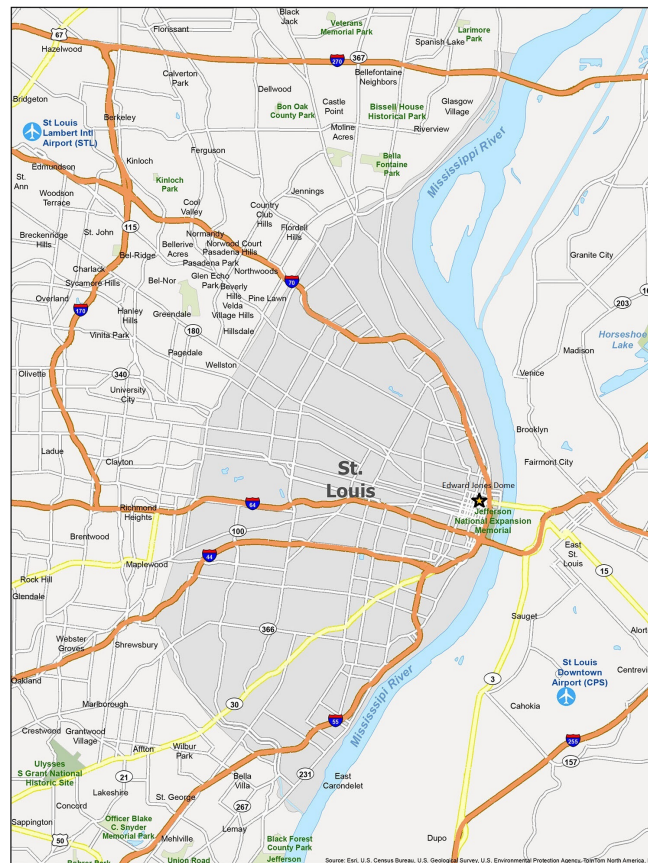 Black
Jack
Veterans
Memorial Park
Larimore
Park
67
Florissant
Hazelwood
Spanish Lake
270
367
Bellefontaine
Neighbors
Calverton
Park
Dellwood
Bridgeton
Bon Oak
County Park
Castle
Point
Bissell House
Historical Park
Glasgow
Village
Berkeley
St Louis
Lambert Intl
Airport (STL)
Moline
Acres
Riverview
Edmundson
Kinloch
Ferguson
Bella
Fontaine
Park
Mississippi River
St.
Ann
Woodson
Terrace
Kinloch
Park
Jennings
Cool
Valley
Country
Club
Hills
115
St. John
Flordell
Hills
Breckenridge
Hills
Normandy
Bellerive
Acres
Norwood Court
Pasadena Hills
Bel-Ridge
Pasadena Park
Granite City
Charlack
Northwoods
Sycamore Hills
Bel-Nor
Glen Echo
Park
Beverly
Hills
70
Overland
Velda
Village Hills
Pine Lawn
203
170
Hanley
Hills
Greendale
Hillsdale
180
Vinita Park
Horseshoe
Lake
Pagedale
Madison
Wellston
Olivette
340
Venice
University
City
Brooklyn
Ladue
Clayton
Fairmont City
St.
Louis
Edward Jones Dome
64
Richmond
Heights
Jefferson
National Expansion
Memorial
100
Brentwood
44
East
St.
Louis
Maplewood
15
Rock Hill
Glendale
Sauget
366
Alort
Webster
Groves
Shrewsbury
St Louis
Downtown
Airport (CPS)
Centrevi
Oakland
3
Mississippi River
Marlborough
30
Cahokia
55
Crestwood
Grantwood
Village
255
Affton
Wilbur
Park
157
Ulysses
S Grant National
Historic Site
21
Bella
Villa
231
East
Carondelet
Lakeshire
St. George
267
Concord
Sappington
Officer Blake
C. Snyder
Memorial Park
Lemay
50
Mehlville
Black Forest
County Park
Dupo
Union Road
Jefferson
Source: Esri, U.S. Census Bureau, U.S. Geological Survey, U.S. Environmental Protection Agency, TomTom North America,